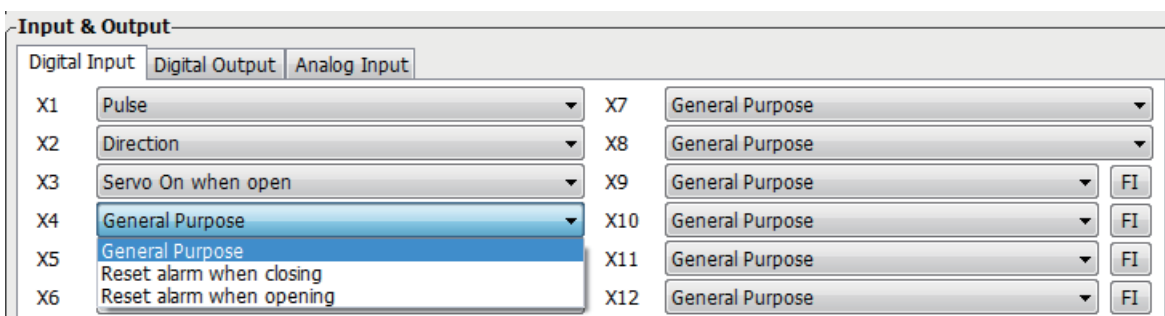 Input & Output
Digital Input Digital Output Analog Input
X1 Pulse X7 General Purpose
X2 Direction X8 General Purpose
X3 Servo On when open X9 General Purpose FI
X4 General Purpose X10 General Purpose FI
X5 General Purpose X11 General Purpose FI
Reset alarm when closing
X6 Reset alarm when opening X12 General Purpose FI